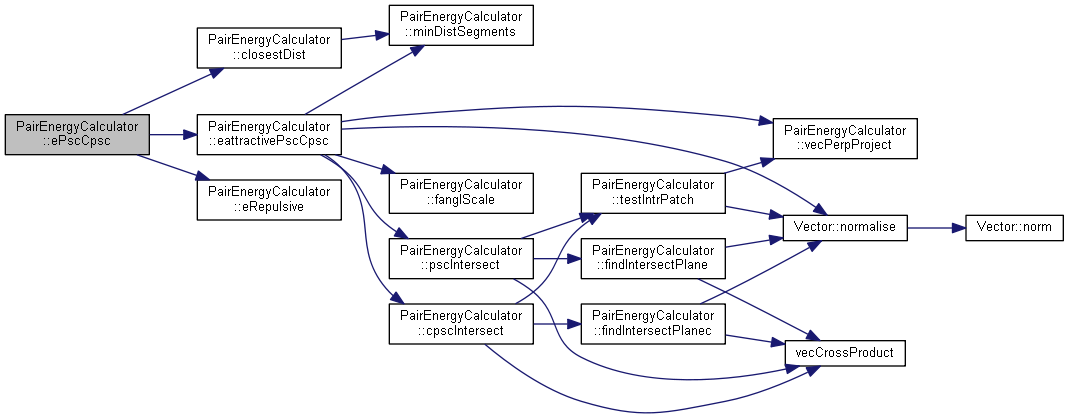 PairEnergyCalculator
::ePscCpsc
PairEnergyCalculator
::closestDist
PairEnergyCalculator
::eattractivePscCpsc
PairEnergyCalculator
::eRepulsive
PairEnergyCalculator
::minDistSegments
PairEnergyCalculator
::fanglScale
PairEnergyCalculator
::pscIntersect
PairEnergyCalculator
::cpscIntersect
PairEnergyCalculator
::testIntrPatch
PairEnergyCalculator
::findIntersectPlane
PairEnergyCalculator
::findIntersectPlanec
PairEnergyCalculator
::vecPerpProject
Vector::normalise
vecCrossProduct
Vector::norm